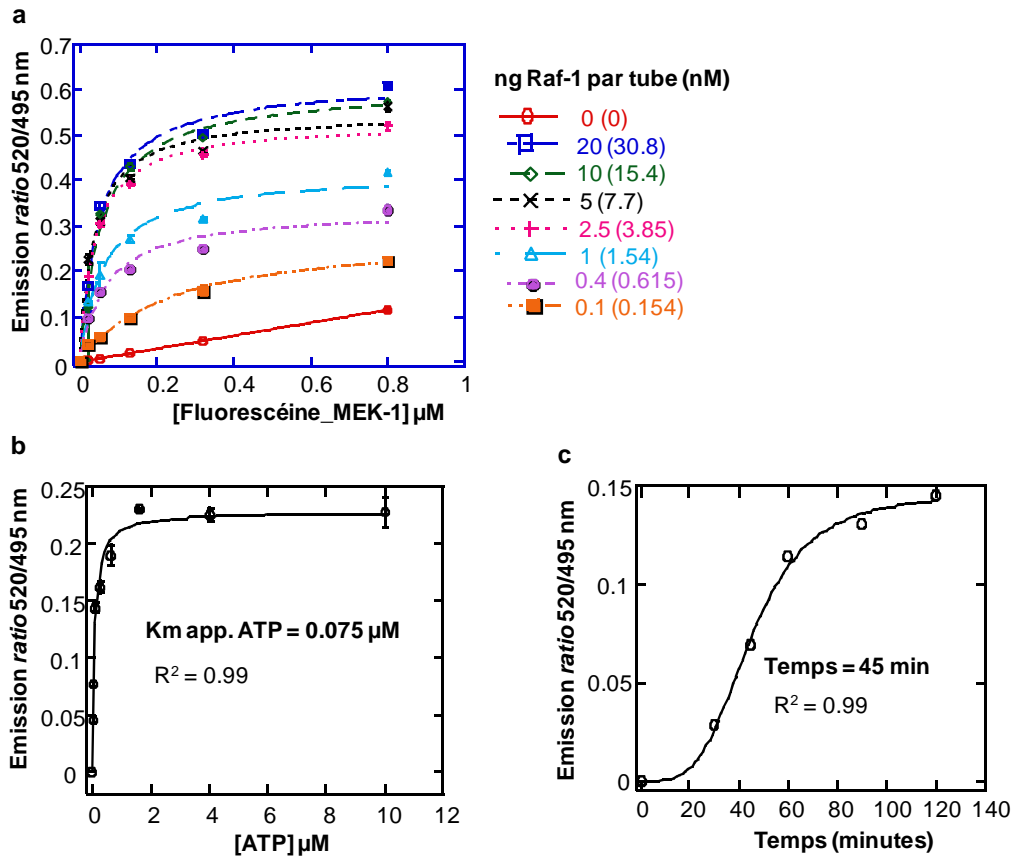 a
Emission ratio 520/495 nm
0.7
0.6
0.5
0.4
0.3
0.2
0.1
0
0 0.2 0.4 0.6 0.8 1
[Fluorescéine_MEK-1] µM
ng Raf-1 par tube (nM)
0 (0)
20 (30.8)
10 (15.4)
5 (7.7)
2.5 (3.85)
1 (1.54)
0.4 (0.615)
0.1 (0.154)
b
Emission ratio 520/495 nm
0.25
0.2
0.15
0.1
0.05
0
Km app. ATP = 0.075 µM
R² = 0.99
0 2 4 6 8 10 12
[ATP] µM
c
Emission ratio 520/495 nm
0.15
0.1
0.05
0
Temps = 45 min
R² = 0.99
0 20 40 60 80 100 120 140
Temps (minutes)